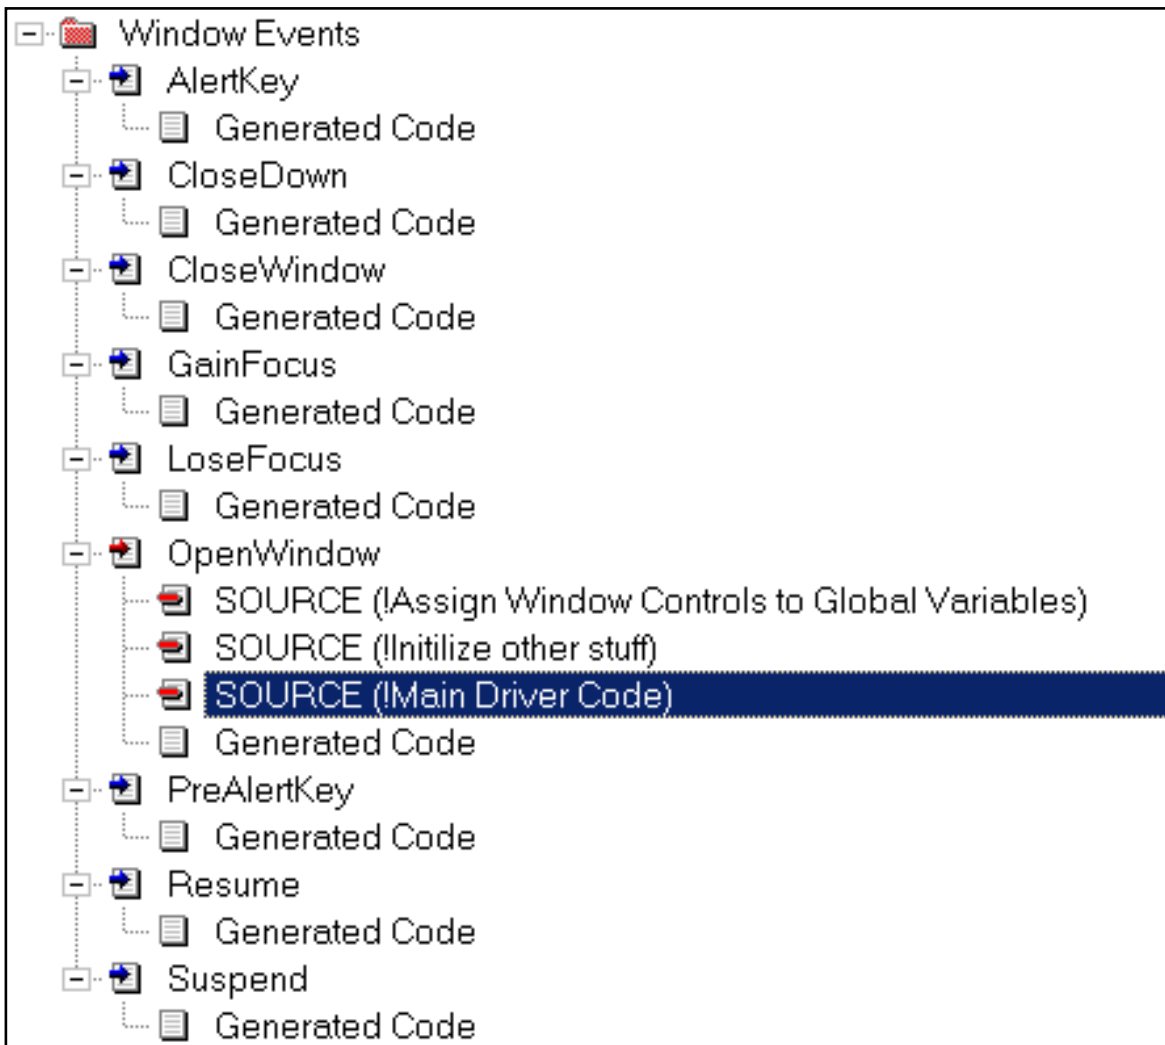 Window Events
AlertKey
Generated Code
CloseDown
Generated Code
CloseWindow
Generated Code
GainFocus
Generated Code
LoseFocus
Generated Code
OpenWindow
SOURCE (!Assign Window Controls to Global Variables)
SOURCE (!Initilize other stuff)
SOURCE (!Main Driver Code)
Generated Code
PreAlertKey
Generated Code
Resume
Generated Code
Suspend
Generated Code